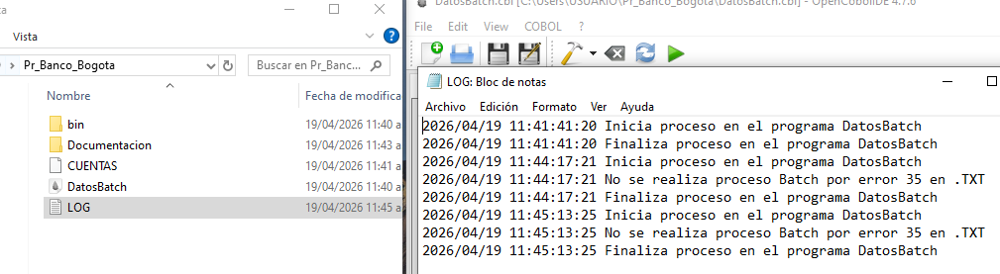 ta
Vista
Pr_Banco_Bogota
Buscar en Pr_Banc...
Nombre
Fecha de modifica
bin
19/04/2026 11:40 a
Documentacion
19/04/2026 11:43 a
CUENTAS
19/04/2026 11:41 a
DatosBatch
19/04/2026 11:40 a
LOG
19/04/2026 11:45 a
DatosBatch.cbl [C:\Users\USUARIO\Pr_Banco_Bogota\DatosBatch.cbl] - OpenCobolIDE 4.7.6
File Edit View COBOL ?
LOG: Bloc de notas
Archivo Edición Formato Ver Ayuda
2026/04/19 11:41:41:20 Inicia proceso en el programa DatosBatch
2026/04/19 11:41:41:20 Finaliza proceso en el programa DatosBatch
2026/04/19 11:44:17:21 Inicia proceso en el programa DatosBatch
2026/04/19 11:44:17:21 No se realiza proceso Batch por error 35 en .TXT
2026/04/19 11:44:17:21 Finaliza proceso en el programa DatosBatch
2026/04/19 11:45:13:25 Inicia proceso en el programa DatosBatch
2026/04/19 11:45:13:25 No se realiza proceso Batch por error 35 en .TXT
2026/04/19 11:45:13:25 Finaliza proceso en el programa DatosBatch